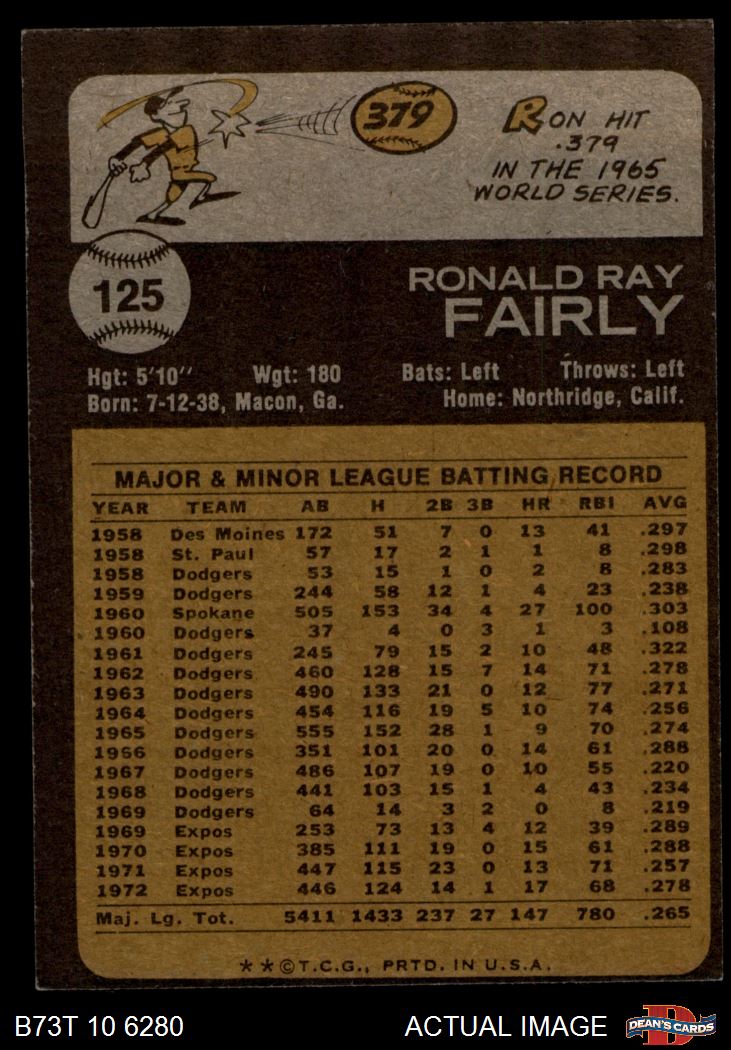 379
RON HIT
.379
IN THE 1965
WORLD SERIES.
125
RONALD RAY
FAIRLY
Hgt: 5'10" Wgt: 180 Bats: Left Throws: Left
Born: 7-12-38, Macon, Ga. Home: Northridge, Calif.
MAJOR & MINOR LEAGUE BATTING RECORD
YEAR TEAM AB H 2B 3B HR RBI AVG
1958 Des Moines 172 51 7 0 13 41 .297
1958 St. Paul 57 17 2 1 1 8 .298
1958 Dodgers 53 15 1 0 2 8 .283
1959 Dodgers 244 58 12 1 4 23 .238
1960 Spokane 505 153 34 4 27 100 .303
1960 Dodgers 37 4 0 3 1 3 .108
1961 Dodgers 245 79 15 2 10 48 .322
1962 Dodgers 460 128 15 7 14 71 .278
1963 Dodgers 490 133 21 0 12 77 .271
1964 Dodgers 454 116 19 5 10 74 .256
1965 Dodgers 555 152 28 1 9 70 .274
1966 Dodgers 351 101 20 0 14 61 .288
1967 Dodgers 486 107 19 0 10 55 .220
1968 Dodgers 441 103 15 1 4 43 .234
1969 Dodgers 64 14 3 2 0 8 .219
1969 Expos 253 73 13 4 12 39 .289
1970 Expos 385 111 19 0 15 61 .288
1971 Expos 447 115 23 0 13 71 .257
1972 Expos 446 124 14 1 17 68 .278
Maj. Lg. Tot. 5411 1433 237 27 147 780 .265
**©T.C.G., PRTD. IN U.S.A.
B73T 10 6280 ACTUAL IMAGE DEAN'S CARDS